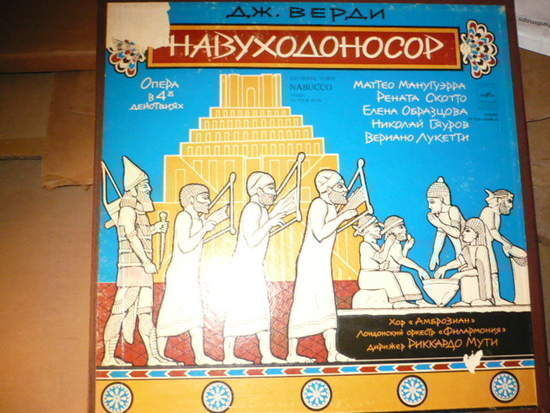 ДЖ. ВЕРДИ
НАВУХОДОНОСОР
ОПЕРА
В 4Х
ДЕЙСТВИЯХ
NABUCCO
МАТТЕО МАНУГУЭРРА
РЕНАТА СКОТТО
ЕЛЕНА ОБРАЗЦОВА
НИКОЛАЙ ГЯУРОВ
ВЕРИАНО ЛУКЕТТИ
ХОР «АМБРОЗИАН»
ЛОНДОНСКИЙ ОРКЕСТР «ФИЛАРМОНИЯ»
ДИРИЖЕР РИККАРДО МУТИ